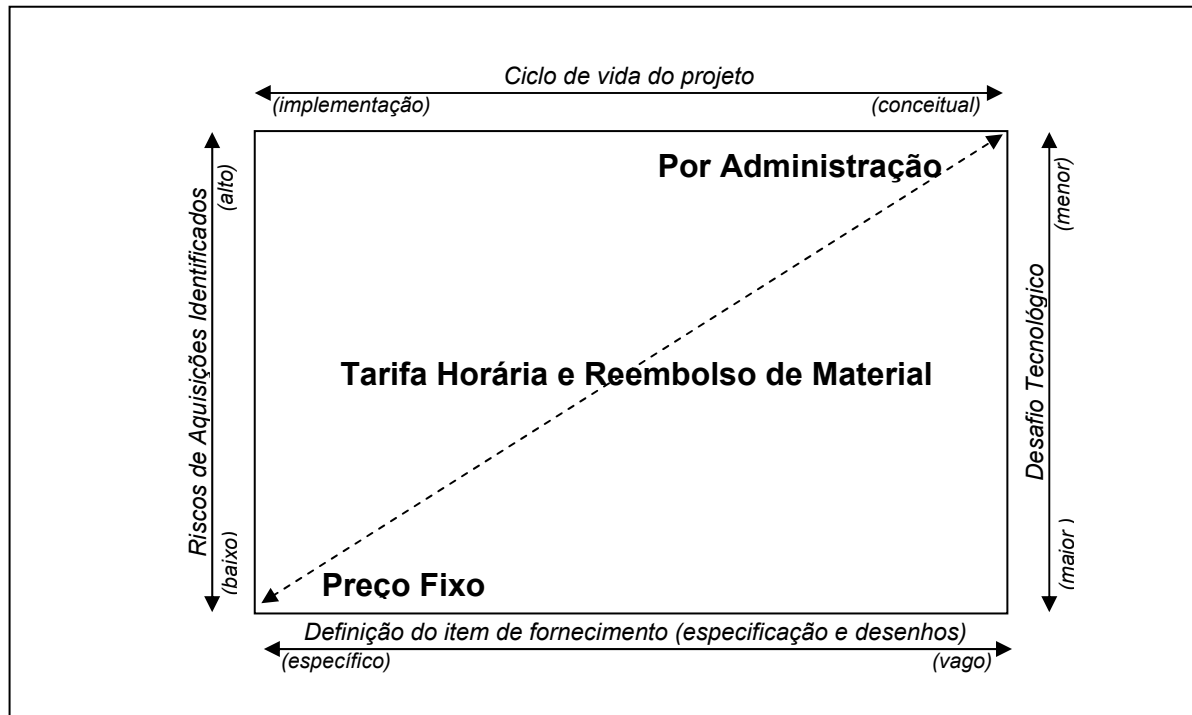 Ciclo de vida do projeto
(implementação)
(conceitual)
Riscos de Aquisições Identificados
(alto)
(baixo)
Por Administração
Tarifa Horária e Reembolso de Material
Preço Fixo
Desafio Tecnológico
(menor)
(maior )
Definição do item de fornecimento (especificação e desenhos)
(específico)
(vago)